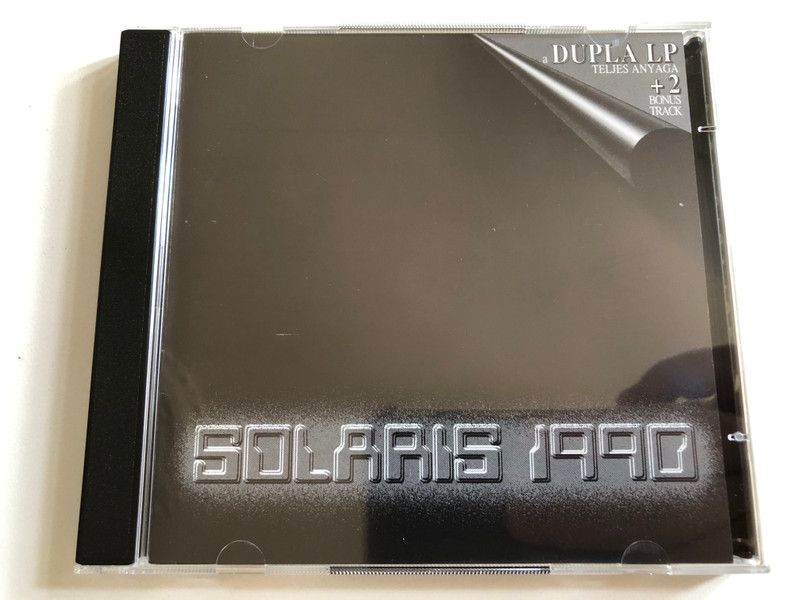 a DUPLA LP
TELJES ANYAGA
+ 2
BONUS
TRACK
SOLARIS 1990